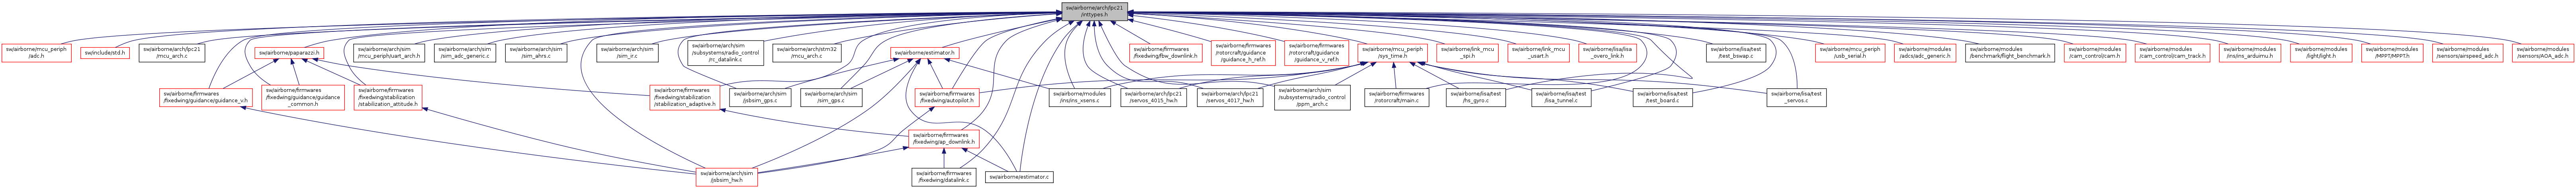 sw/airborne/arch/lpc21
/inttypes.h
sw/airborne/mcu_periph
/adc.h
sw/include/std.h
sw/airborne/arch/lpc21
/mcu_arch.c
sw/airborne/paparazzi.h
sw/airborne/arch/sim
/mcu_periph/uart_arch.h
sw/airborne/arch/sim
/sim_adc_generic.c
sw/airborne/arch/sim
/sim_ahrs.c
sw/airborne/arch/sim
/sim_ir.c
sw/airborne/arch/sim
/subsystems/radio_control
/rc_datalink.c
sw/airborne/arch/stm32
/mcu_arch.c
sw/airborne/estimator.h
sw/airborne/firmwares
/fixedwing/fbw_downlink.h
sw/airborne/firmwares
/rotorcraft/guidance
/guidance_h_ref.h
sw/airborne/firmwares
/rotorcraft/guidance
/guidance_v_ref.h
sw/airborne/mcu_periph
/sys_time.h
sw/airborne/link_mcu
_spi.h
sw/airborne/link_mcu
_usart.h
sw/airborne/lisa/lisa
_overo_link.h
sw/airborne/lisa/test
_bswap.c
sw/airborne/mcu_periph
/usb_serial.h
sw/airborne/modules
/adcs/adc_generic.h
sw/airborne/modules
/benchmark/flight_benchmark.h
sw/airborne/modules
/cam_control/cam.h
sw/airborne/modules
/cam_control/cam_track.h
sw/airborne/modules
/ins/ins_arduimu.h
sw/airborne/modules
/light/light.h
sw/airborne/modules
/MPPT/MPPT.h
sw/airborne/modules
/sensors/airspeed_adc.h
sw/airborne/modules
/sensors/AOA_adc.h
sw/airborne/firmwares
/fixedwing/guidance/guidance_v.h
sw/airborne/firmwares
/fixedwing/guidance/guidance
_common.h
sw/airborne/firmwares
/fixedwing/stabilization
/stabilization_attitude.h
sw/airborne/firmwares
/fixedwing/stabilization
/stabilization_adaptive.h
sw/airborne/arch/sim
/jsbsim_gps.c
sw/airborne/arch/sim
/sim_gps.c
sw/airborne/firmwares
/fixedwing/autopilot.h
sw/airborne/modules
/ins/ins_xsens.c
sw/airborne/arch/lpc21
/servos_4015_hw.h
sw/airborne/arch/lpc21
/servos_4017_hw.h
sw/airborne/arch/sim
/subsystems/radio_control
/ppm_arch.c
sw/airborne/firmwares
/rotorcraft/main.c
sw/airborne/lisa/test
/hs_gyro.c
sw/airborne/lisa/test
/lisa_tunnel.c
sw/airborne/lisa/test
/test_board.c
sw/airborne/lisa/test
_servos.c
sw/airborne/firmwares
/fixedwing/ap_downlink.h
sw/airborne/arch/sim
/jsbsim_hw.h
sw/airborne/firmwares
/fixedwing/datalink.c
sw/airborne/estimator.c